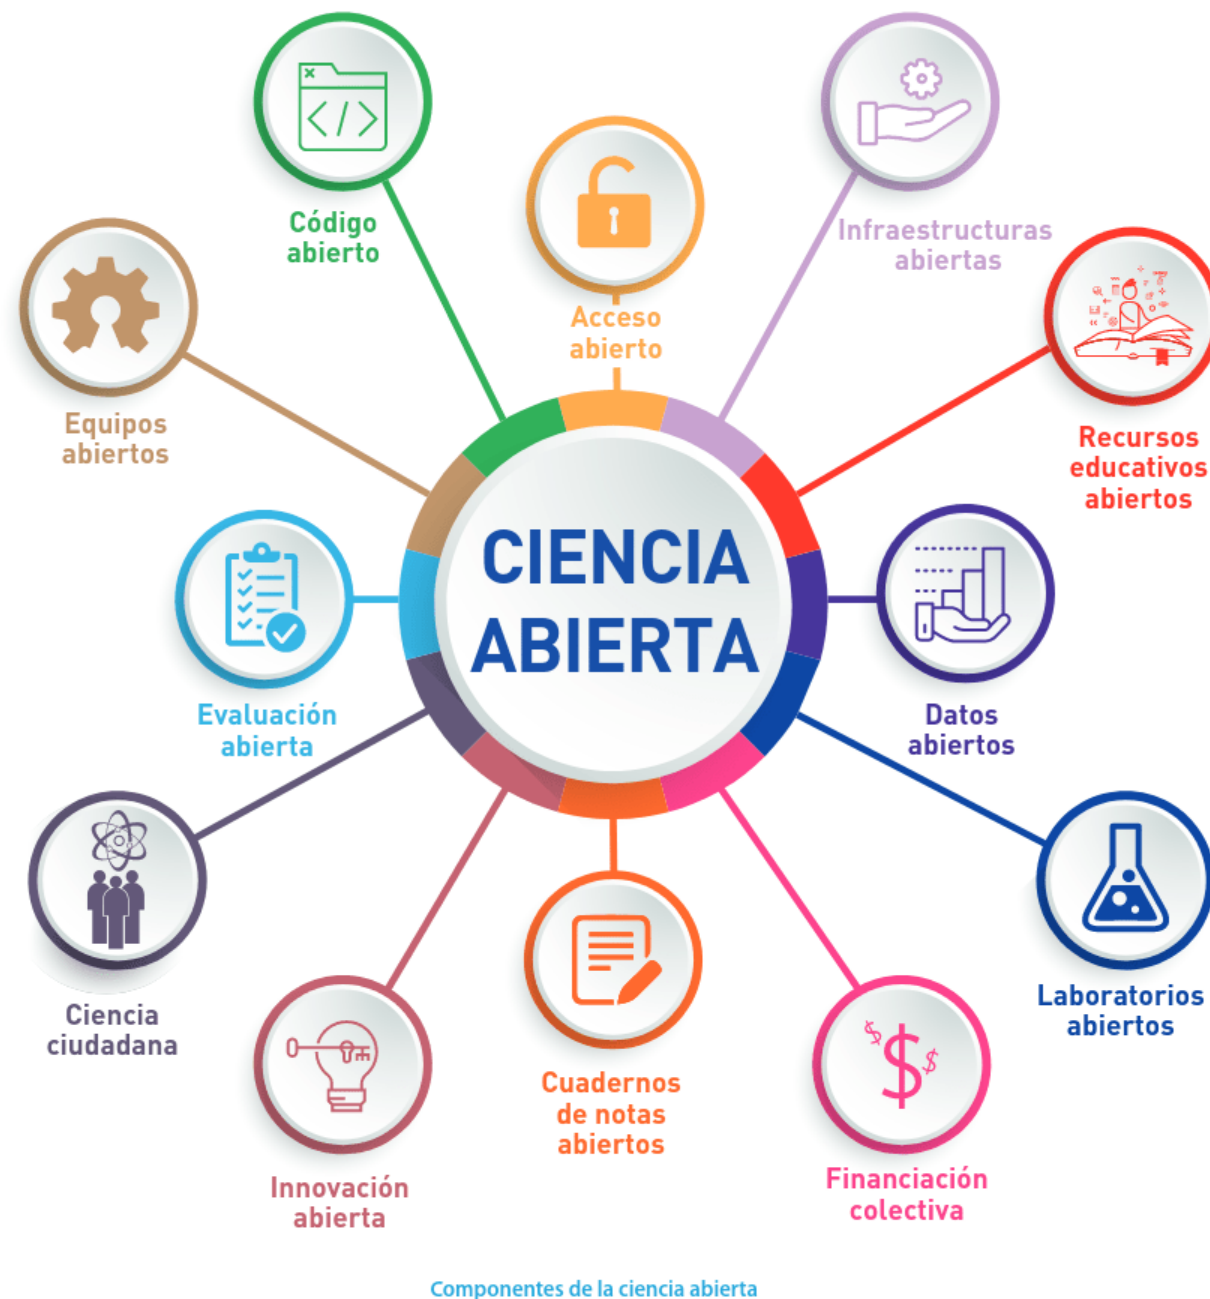 Código
abierto
Acceso
abierto
Infraestructuras
abiertas
Equipos
abiertos
Recursos
educativos
abiertos
CIENCIA
ABIERTA
Evaluación
abierta
Datos
abiertos
Ciencia
ciudadana
Laboratorios
abiertos
Innovación
abierta
Cuadernos
de notas
abiertos
Financiación
colectiva
Componentes de la ciencia abierta